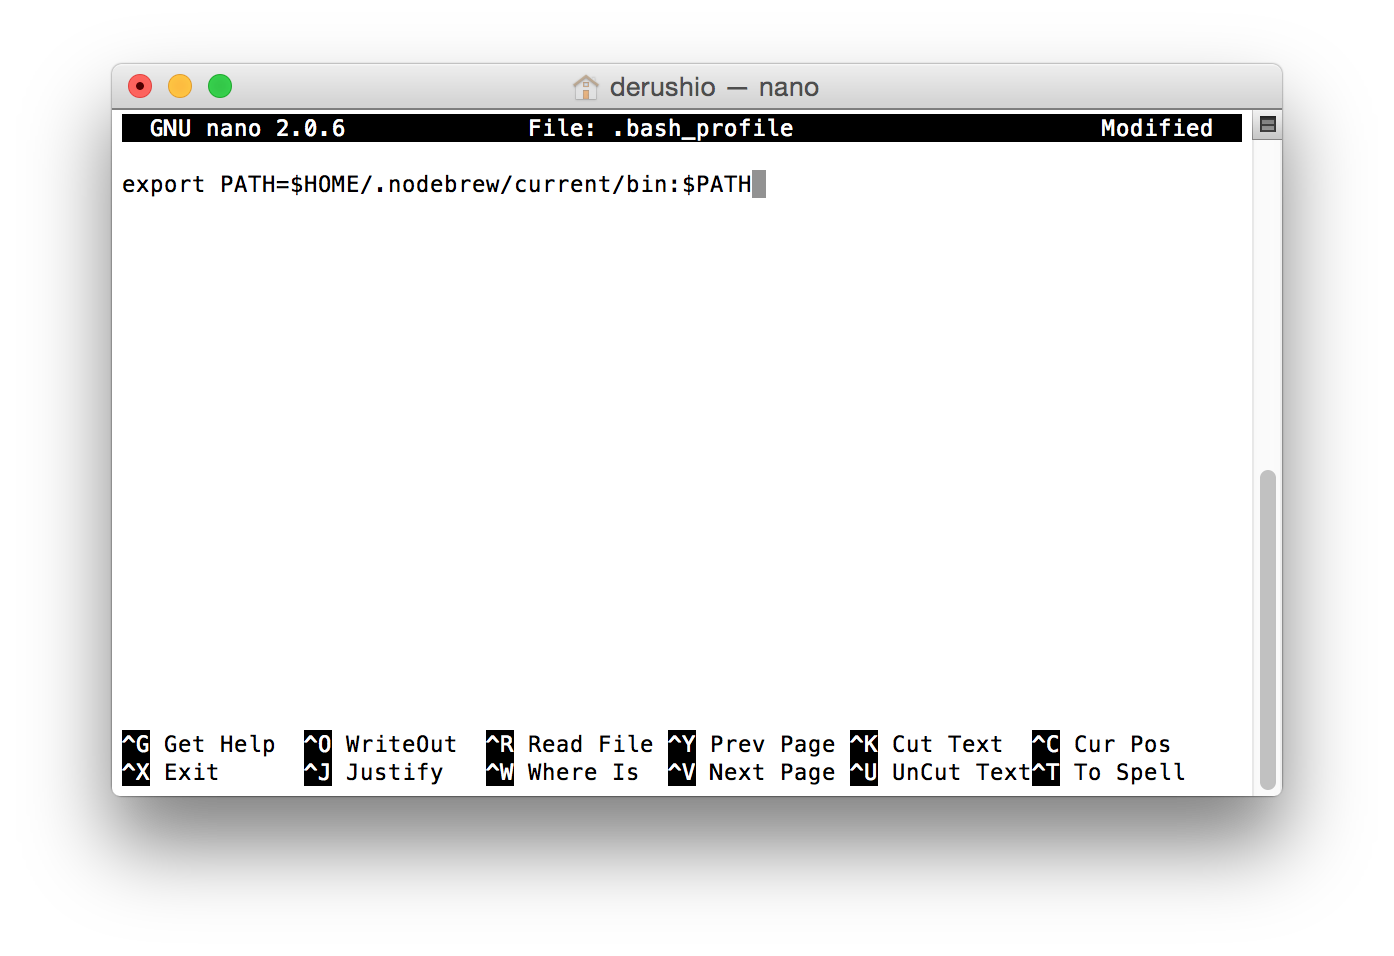 derushio — nano
GNU nano 2.0.6 File: .bash_profile Modified
export PATH=$HOME/.nodebrew/current/bin:$PATH
^G Get Help ^O WriteOut ^R Read File ^Y Prev Page ^K Cut Text ^C Cur Pos
^X Exit ^J Justify ^W Where Is ^V Next Page ^U UnCut Text ^T To Spell